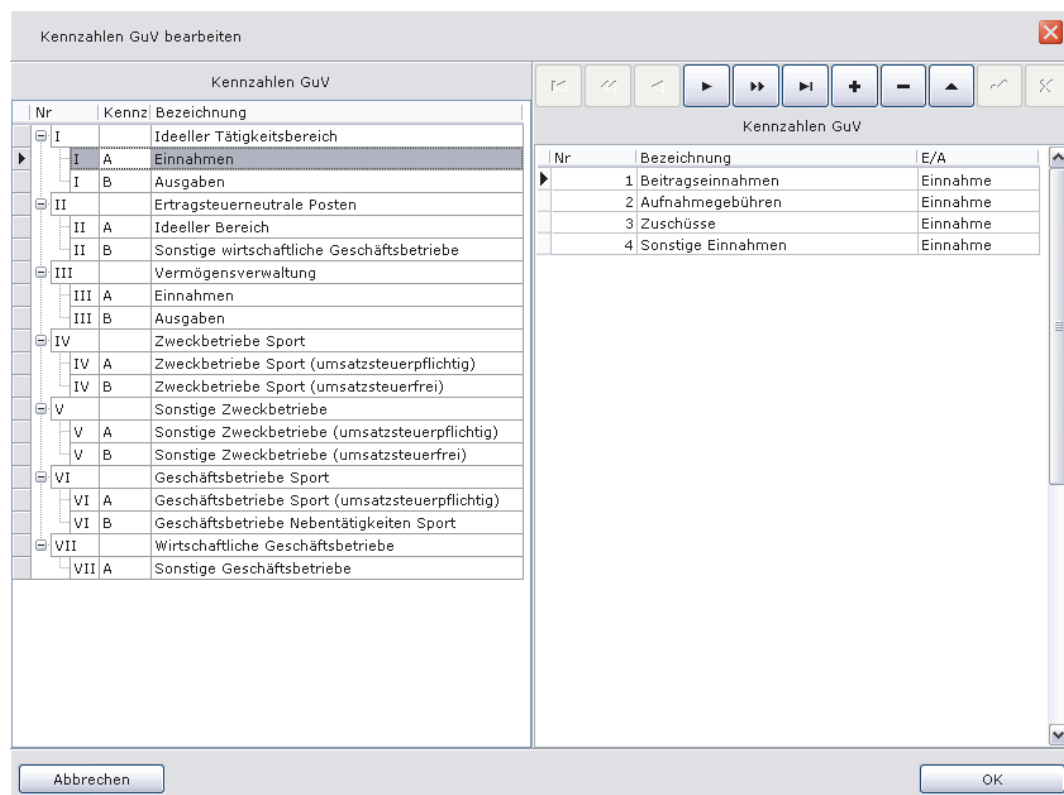 Kennzahlen GuV bearbeiten
Kennzahlen GuV
Nr Kennz Bezeichnung
I Ideeller Tätigkeitsbereich
I A Einnahmen
I B Ausgaben
II Ertragsteuerneutrale Posten
II A Ideeller Bereich
II B Sonstige wirtschaftliche Geschäftsbetriebe
III Vermögensverwaltung
III A Einnahmen
III B Ausgaben
IV Zweckbetriebe Sport
IV A Zweckbetriebe Sport (umsatzsteuerpflichtig)
IV B Zweckbetriebe Sport (umsatzsteuerfrei)
V Sonstige Zweckbetriebe
V A Sonstige Zweckbetriebe (umsatzsteuerpflichtig)
V B Sonstige Zweckbetriebe (umsatzsteuerfrei)
VI Geschäftsbetriebe Sport
VI A Geschäftsbetriebe Sport (umsatzsteuerpflichtig)
VI B Geschäftsbetriebe Nebentätigkeiten Sport
VII Wirtschaftliche Geschäftsbetriebe
VII A Sonstige Geschäftsbetriebe
Kennzahlen GuV
Nr Bezeichnung E/A
1 Beitragseinnahmen Einnahme
2 Aufnahmegebühren Einnahme
3 Zuschüsse Einnahme
4 Sonstige Einnahmen Einnahme
Abbrechen
OK